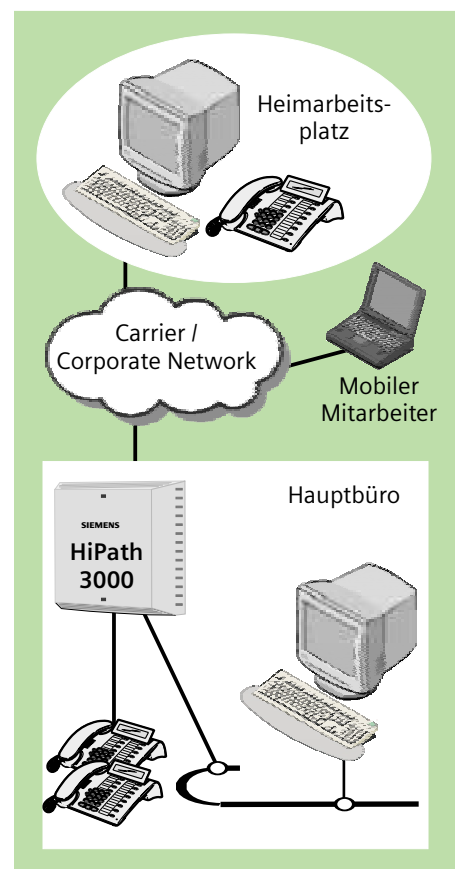 Heimarbeits-
platz
Carrier /
Corporate Network
Mobiler
Mitarbeiter
Hauptbüro
SIEMENS
HiPath
3000